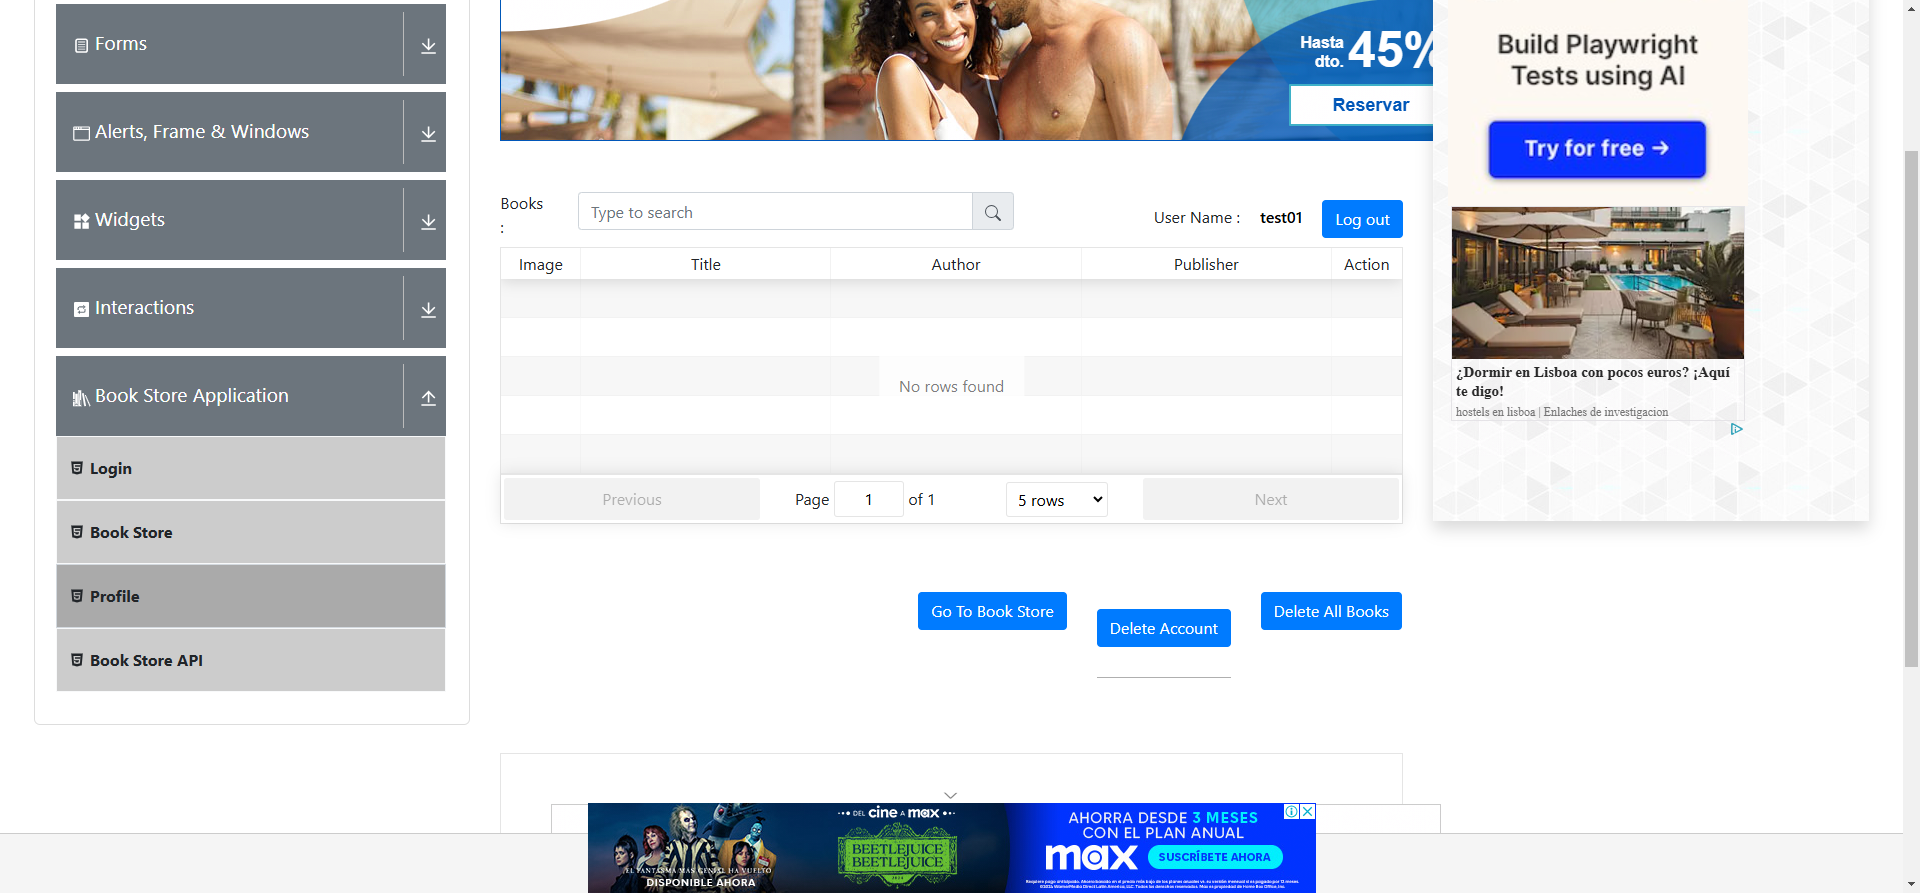 Forms
Alerts, Frame & Windows
Widgets
Interactions
Book Store Application
Login
Book Store
Profile
Book Store API
Hasta
dto. 45%
Reservar
Books
:
Type to search
User Name : test01
Log out
Image Title Author Publisher Action
No rows found
Previous
Page 1 of 1
5 rows
Next
Go To Book Store
Delete Account
Delete All Books
Build Playwright
Tests using AI
Try for free →
¿Dormir en Lisboa con pocos euros? ¡Aquí
te digo!
hostels en lisboa | Enlaches de investigacion
DEL cine A max
EL FANTASMA MÁS GENIAL HA VUELTO
DISPONIBLE AHORA
BEETLEJUICE
BEETLEJUICE
AHORRA DESDE 3 MESES
CON EL PLAN ANUAL
max SUSCRÍBETE AHORA